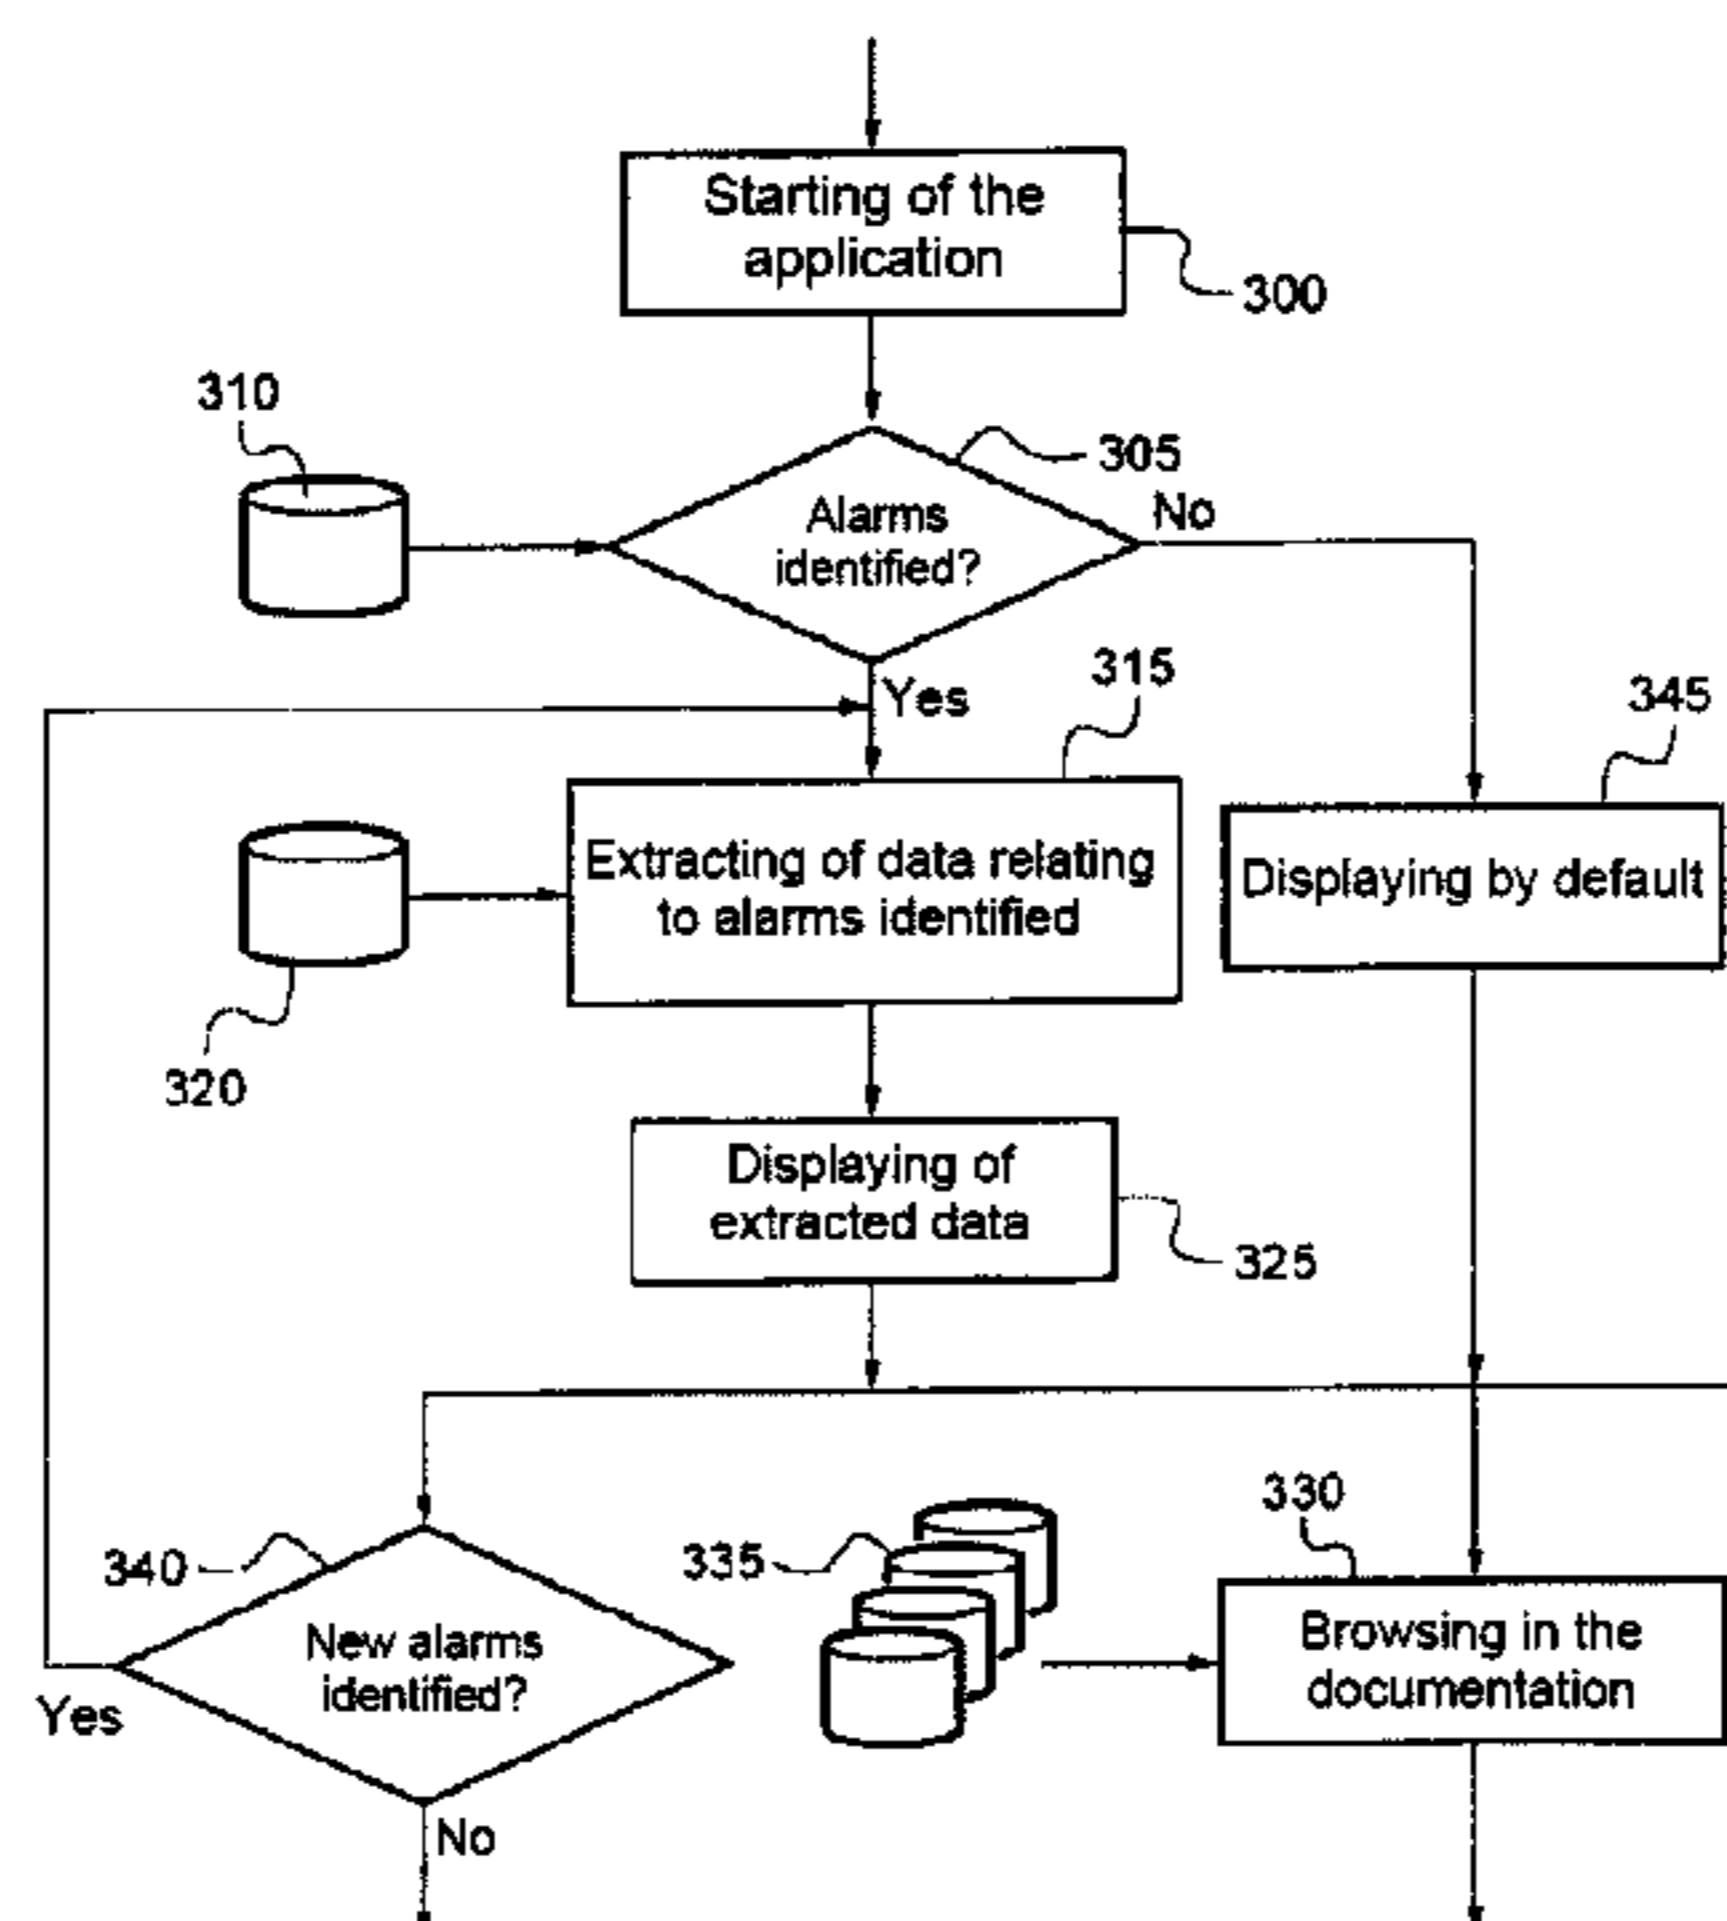 Starting of the
application
300
310
305
No
Alarms
identified?
Yes
315
345
Extracting of data relating
to alarms identified
Displaying by default
320
Displaying of
extracted data
325
330
340
335
New alarms
identified?
Browsing in the
documentation
Yes
No